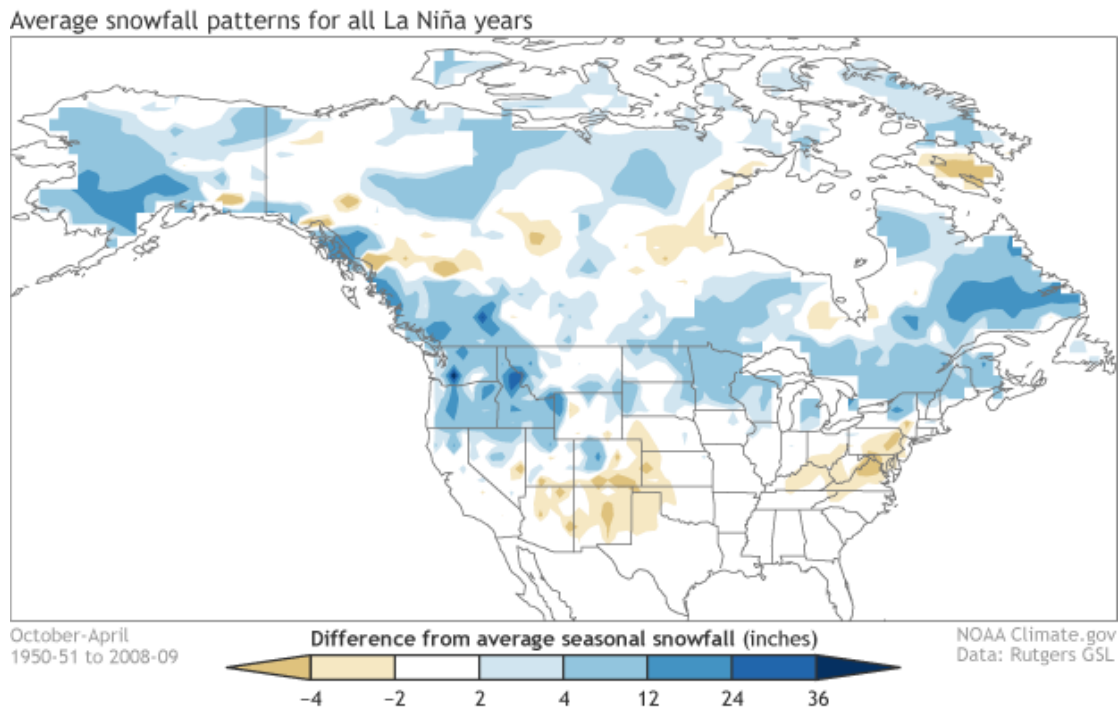 Average snowfall patterns for all La Niña years
October-April
1950-51 to 2008-09
Difference from average seasonal snowfall (inches)
−4 −2 2 4 12 24 36
NOAA Climate.gov
Data: Rutgers GSL